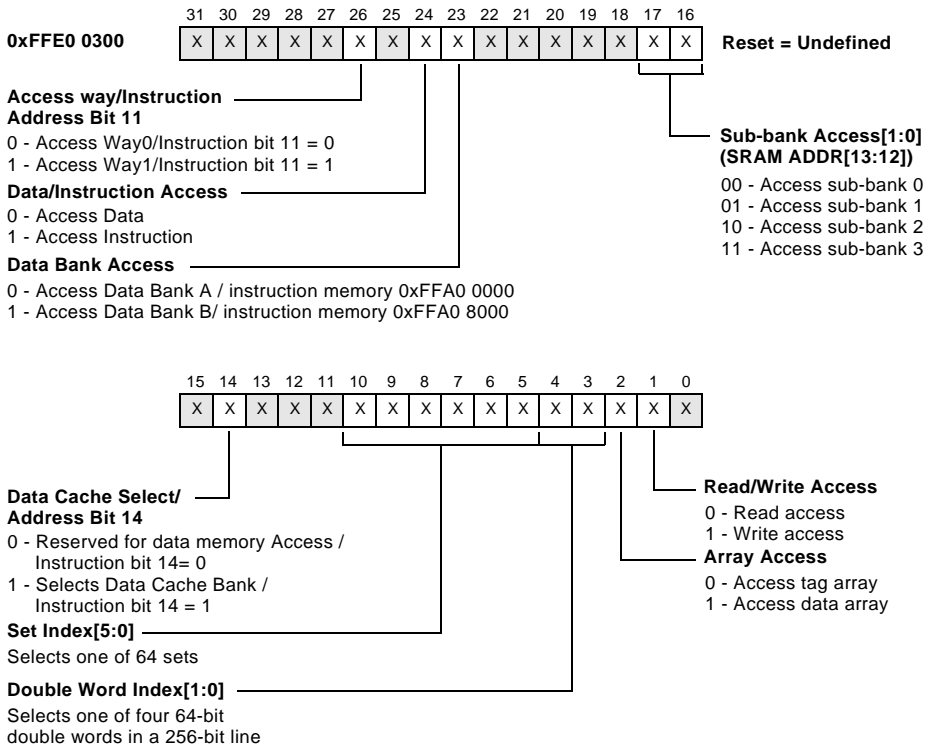 31 30 29 28 27 26 25 24 23 22 21 20 19 18 17 16
0xFFE0 0300 X X X X X X X X X X X X X X X X Reset = Undefined
Access way/Instruction
Address Bit 11
0 - Access Way0/Instruction bit 11 = 0
1 - Access Way1/Instruction bit 11 = 1
Data/Instruction Access
0 - Access Data
1 - Access Instruction
Data Bank Access
0 - Access Data Bank A / instruction memory 0xFFA0 0000
1 - Access Data Bank B/ instruction memory 0xFFA0 8000
Sub-bank Access[1:0]
(SRAM ADDR[13:12])
00 - Access sub-bank 0
01 - Access sub-bank 1
10 - Access sub-bank 2
11 - Access sub-bank 3
15 14 13 12 11 10 9 8 7 6 5 4 3 2 1 0
X X X X X X X X X X X X X X X X
Data Cache Select/
Address Bit 14
0 - Reserved for data memory Access /
Instruction bit 14= 0
1 - Selects Data Cache Bank /
Instruction bit 14 = 1
Set Index[5:0]
Selects one of 64 sets
Double Word Index[1:0]
Selects one of four 64-bit
double words in a 256-bit line
Read/Write Access
0 - Read access
1 - Write access
Array Access
0 - Access tag array
1 - Access data array